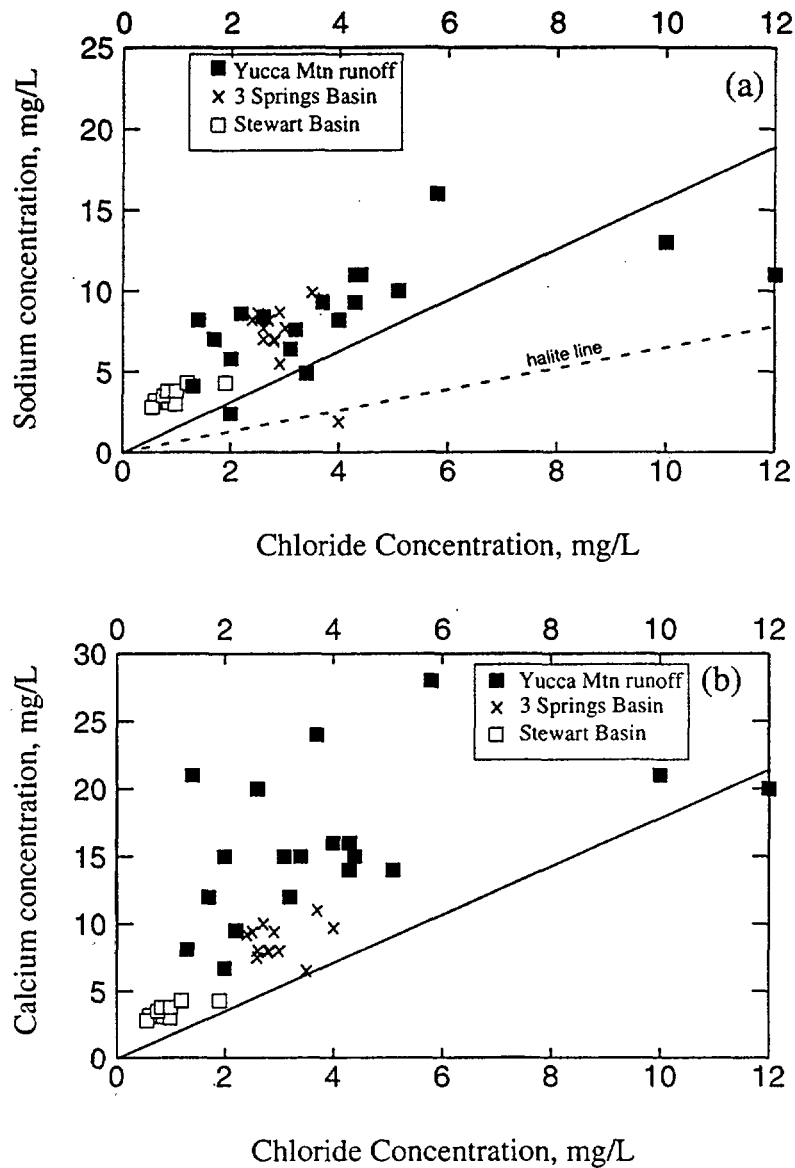 0 2 4 6 8 10 12
25
20
15
10
5
0
Sodium concentration, mg/L
Yucca Mtn runoff
3 Springs Basin
Stewart Basin
(a)
halite line
0 2 4 6 8 10 12
Chloride Concentration, mg/L
0 2 4 6 8 10 12
30
25
20
15
10
5
0
Calcium concentration, mg/L
Yucca Mtn runoff
3 Springs Basin
Stewart Basin
(b)
0 2 4 6 8 10 12
Chloride Concentration, mg/L